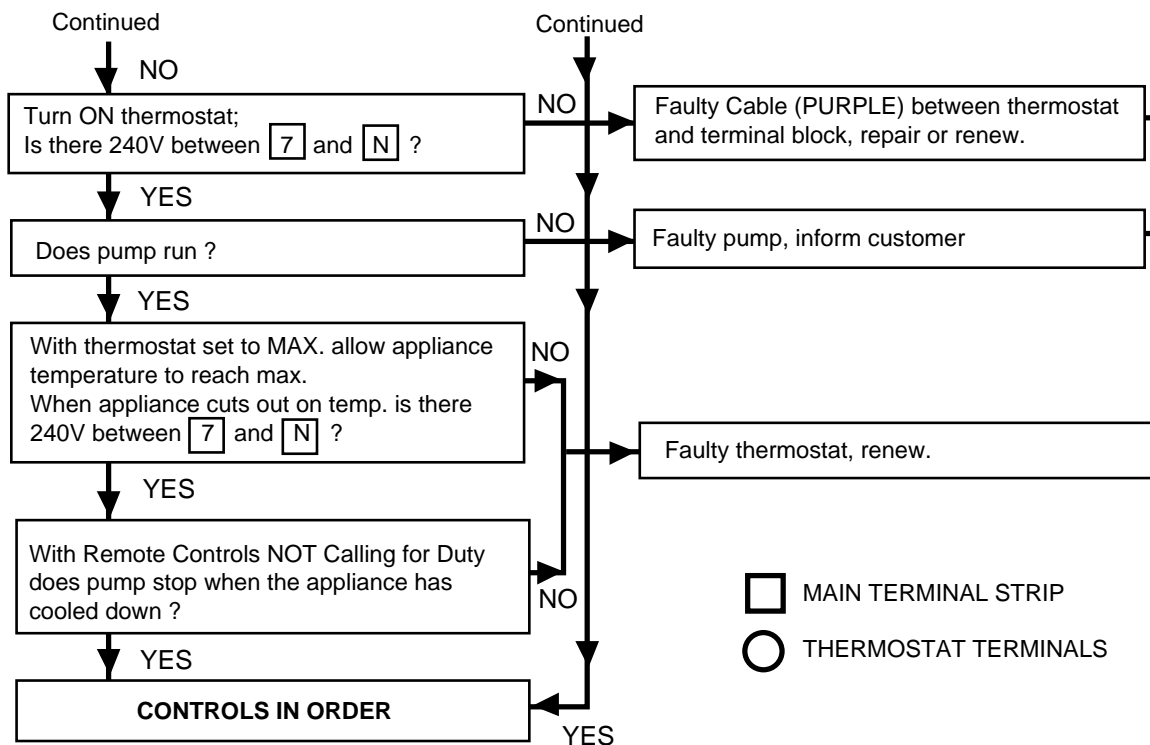 Continued
Continued
NO
Turn ON thermostat;
Is there 240V between 7 and N ?
NO
Faulty Cable (PURPLE) between thermostat
and terminal block, repair or renew.
YES
Does pump run ?
NO
Faulty pump, inform customer
YES
With thermostat set to MAX. allow appliance
temperature to reach max.
When appliance cuts out on temp. is there
240V between 7 and N ?
NO
Faulty thermostat, renew.
YES
With Remote Controls NOT Calling for Duty
does pump stop when the appliance has
cooled down ?
NO
MAIN TERMINAL STRIP
THERMOSTAT TERMINALS
YES
CONTROLS IN ORDER
YES